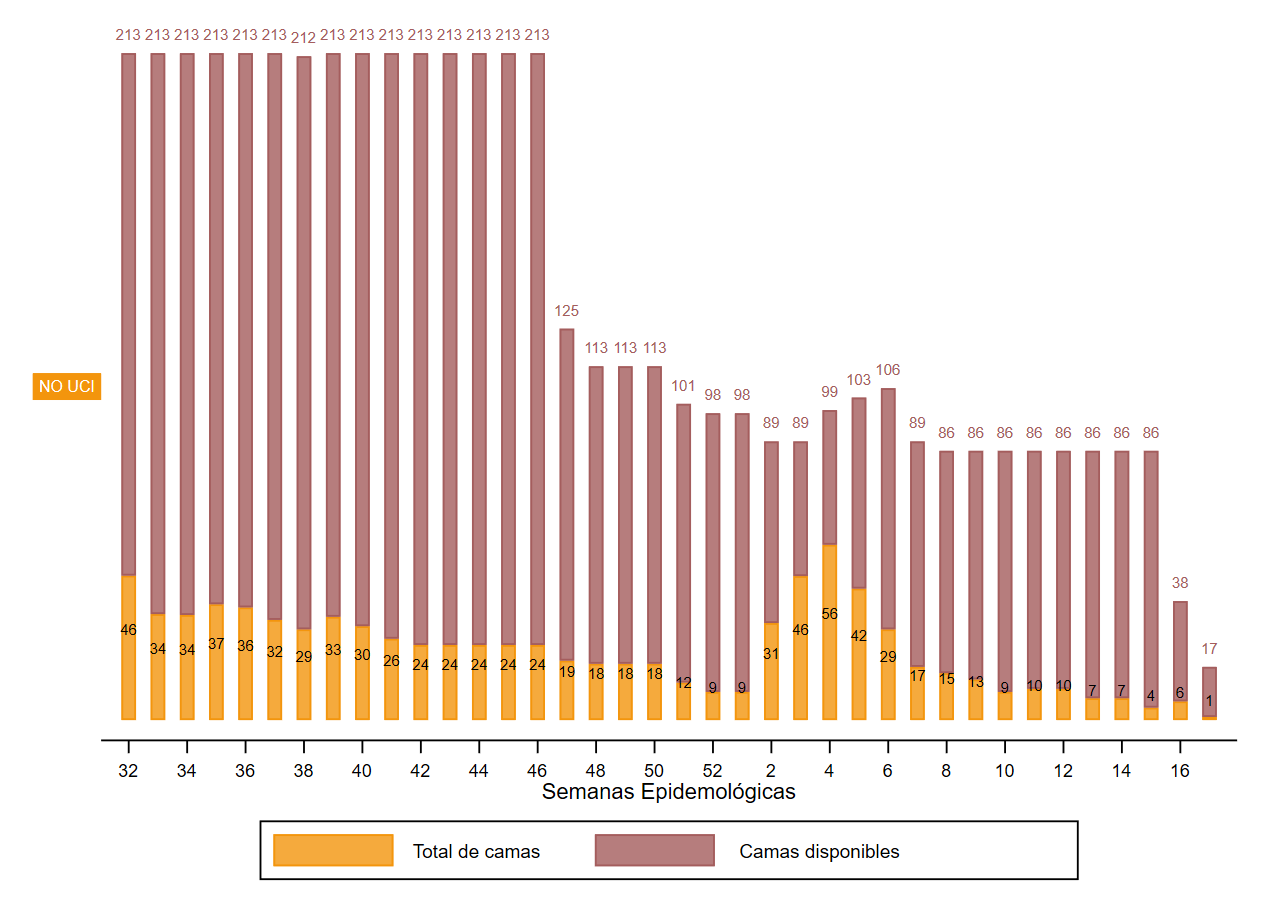 213 213 213 213 213 213 212 213 213 213 213 213 213 213 213
125
113 113 113
101
98 98
89 89
99
103
106
89
86 86 86 86 86 86 86 86
38
17
NO UCI
46 34 34 37 36 32 29 33 30 26 24 24 24 24 24 19 18 18 18 12 9 9 31 46 56 42 29 17 15 13 9 10 10 7 7 4 6 1
32 34 36 38 40 42 44 46 48 50 52 2 4 6 8 10 12 14 16
Semanas Epidemológicas
Total de camas Camas disponibles